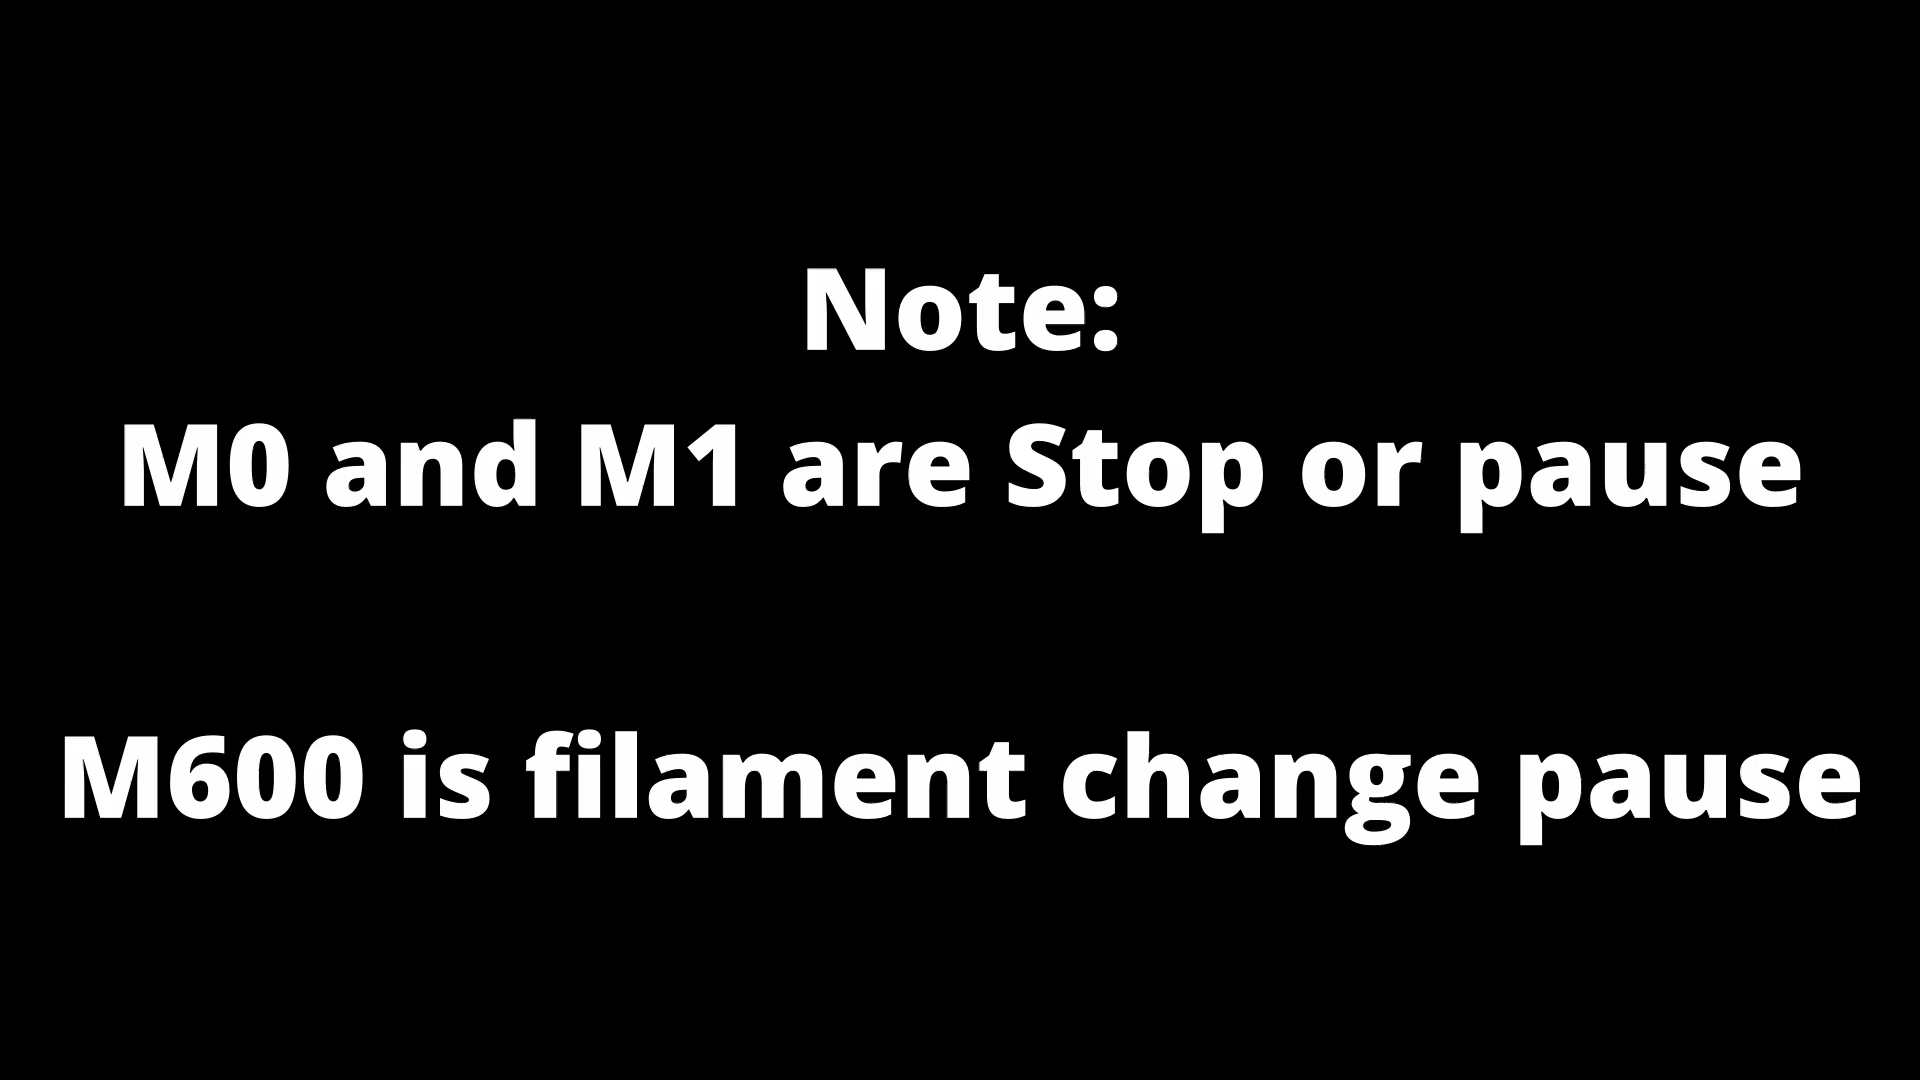 Note:
M0 and M1 are Stop or pause
M600 is filament change pause